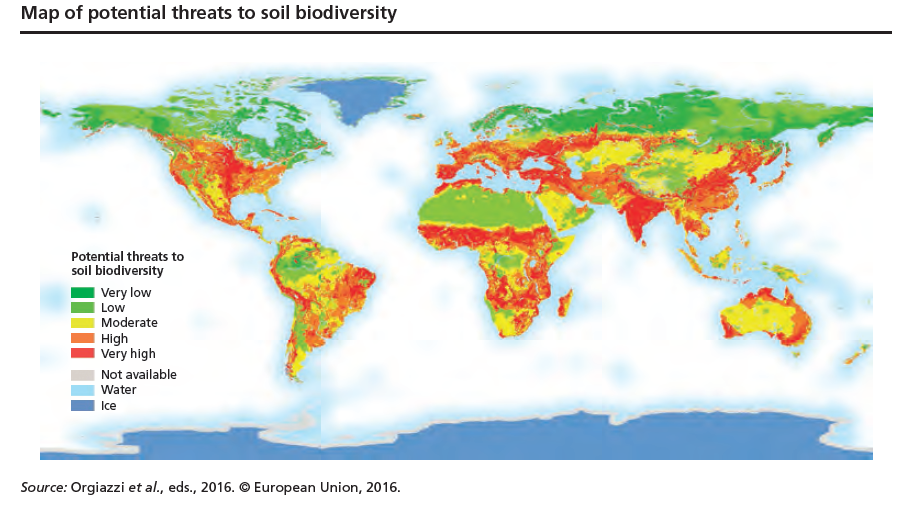 Map of potential threats to soil biodiversity
Potential threats to
soil biodiversity
Very low
Low
Moderate
High
Very high
Not available
Water
Ice
Source: Orgiazzi et al., eds., 2016. © European Union, 2016.